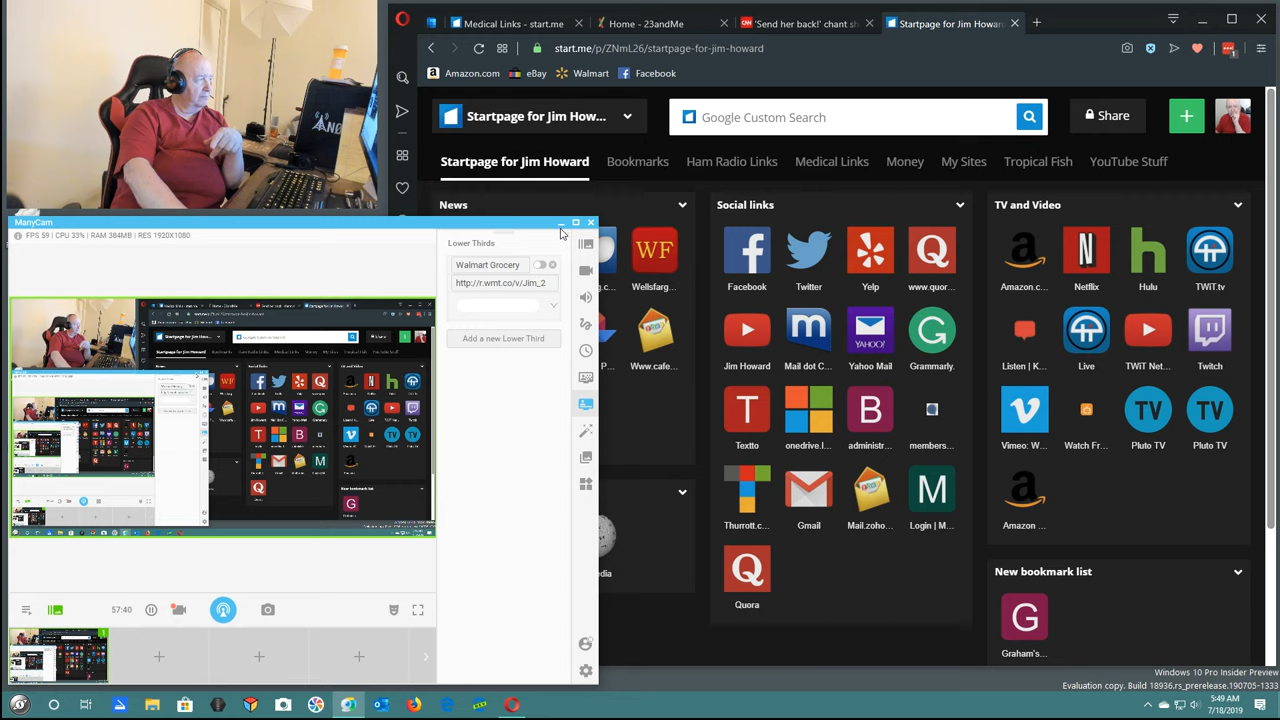 Medical Links - start.me
Home - 23andMe
'Send her back!' chant sh
Startpage for Jim Howard
start.me/p/ZNmL26/startpage-for-jim-howard
1
Amazon.com
eBay
Walmart
Facebook
Startpage for Jim How...
Google Custom Search
Share
Startpage for Jim Howard
Bookmarks
Ham Radio Links
Medical Links
Money
My Sites
Tropical Fish
YouTube Stuff
News
Social links
TV and Video
WF
Wellsfarg...
Facebook
Twitter
Yelp
www.quor...
Amazon c...
Netflix
Hulu
TWiT.tv
Www.cafe...
Jim Howard
Mail dot C...
YAHOO!
Yahoo Mail
Grammarly.
Listen | K...
Live
TWiT Net...
Twitch
Texto
onedrive.l...
administr...
members...
Vimeo. W...
Watch Fr...
Pluto TV
Pluto TV
Thurrott.c...
Gmail
Mail.zoho...
Login | M...
Amazon ...
Quora
edia
New bookmark list
Graham's...
ManyCam
FPS 59 | CPU 33% | RAM 384MB | RES 1920X1080
Lower Thirds
Walmart Grocery
http://r.wmt.co/v/Jim_2
Add a new Lower Third
57:40
1
Windows 10 Pro Insider Preview
Evaluation copy. Build 18936.rs_prerelease.190705-1333
5:49 AM
7/18/2019